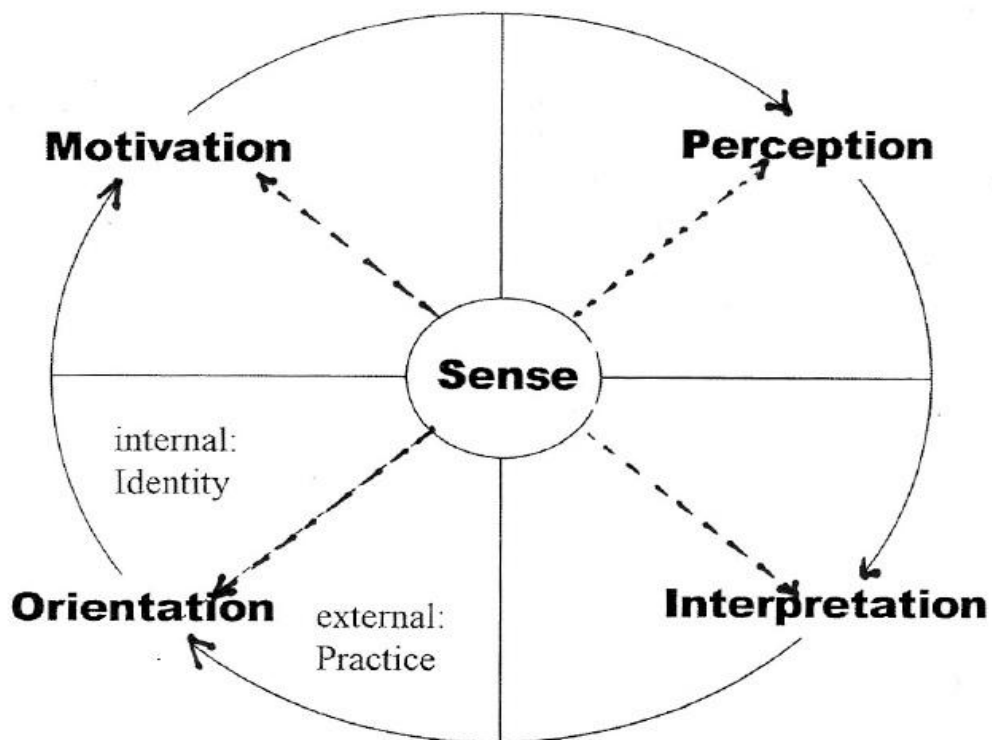 Motivation
Perception
Sense
internal:
Identity
Orientation
external:
Practice
Interpretation